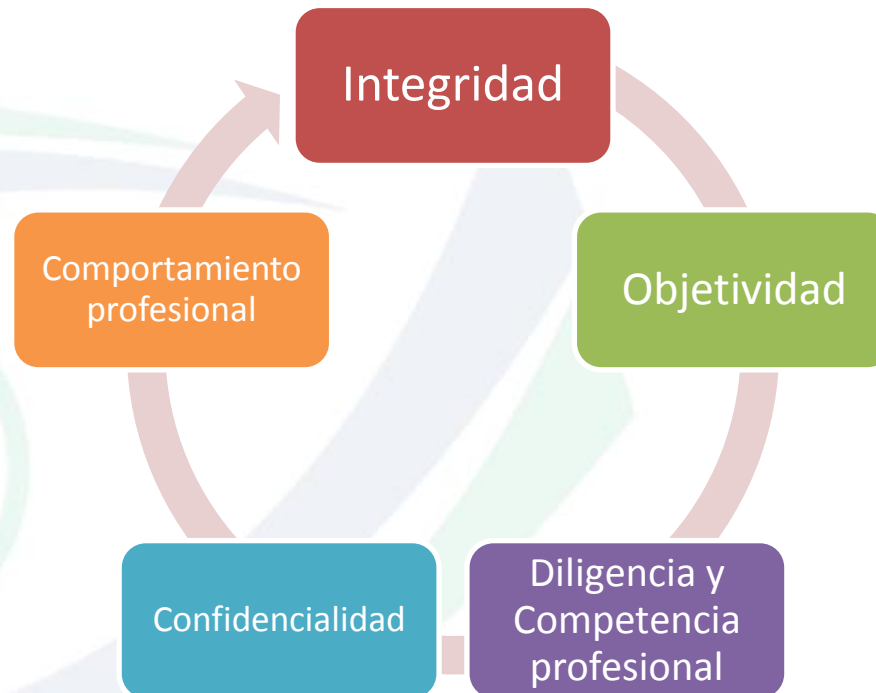 Integridad
Objetividad
Diligencia y
Competencia
profesional
Confidencialidad
Comportamiento
profesional